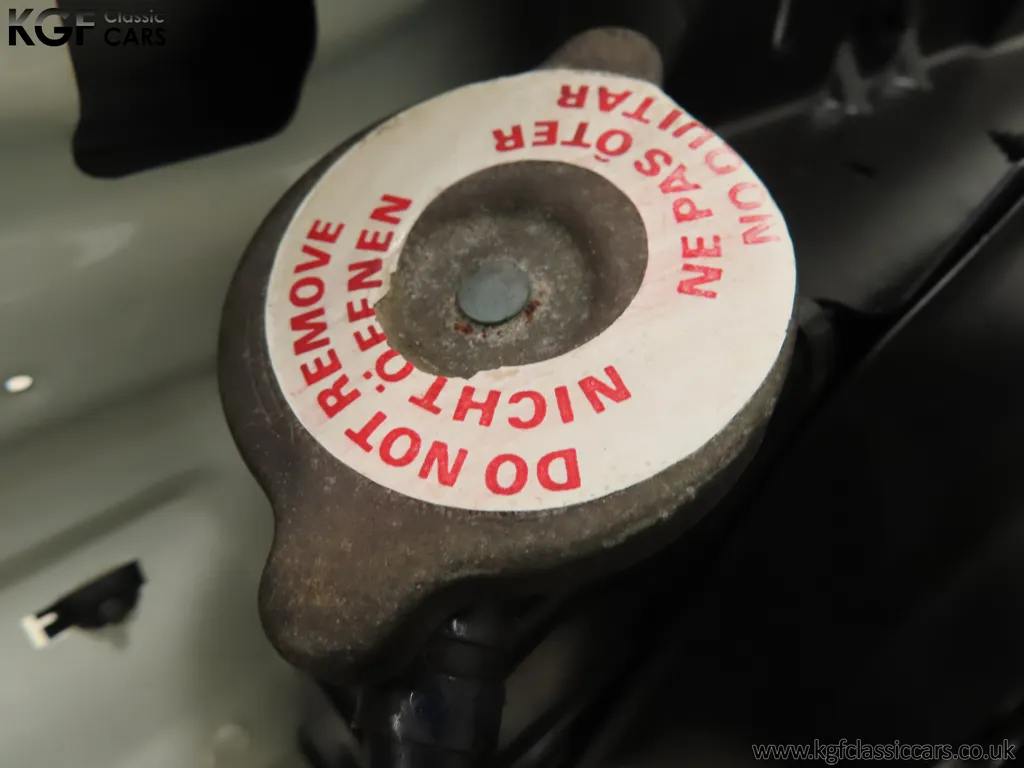 KGF Classic
CARS
DO NOT REMOVE
NICHT ÖFFNEN
NE PAS ÔTER
NO QUITAR
www.kgfclassiccars.co.uk